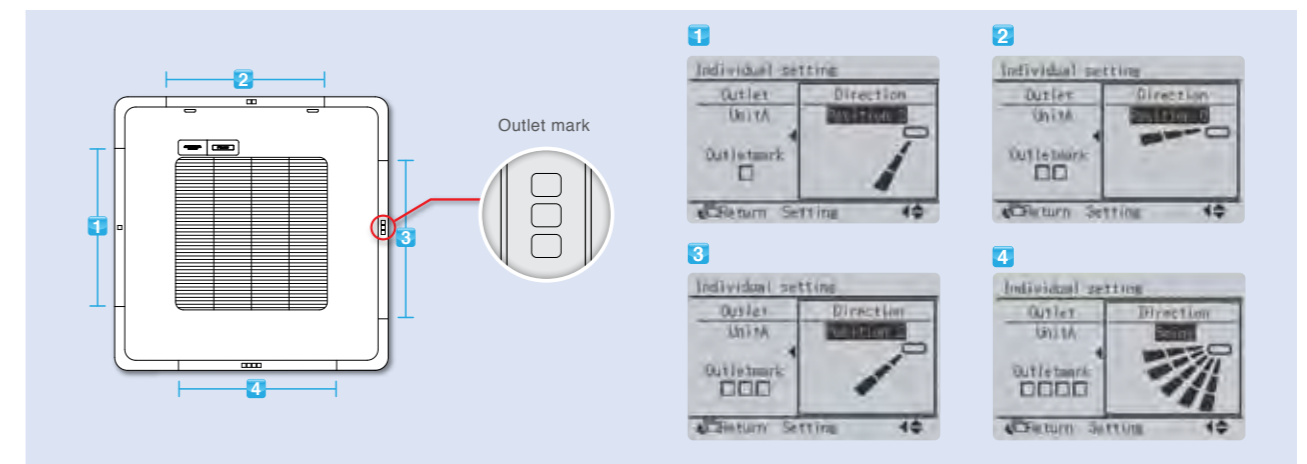 2
1
3
4
Outlet mark
1
Individual setting
Outlet
Direction
UnitA
Outletmark
Return Setting
2
Individual setting
Outlet
Direction
UnitA
Position 0
Outletmark
Return Setting
3
Individual setting
Outlet
Direction
UnitA
Outletmark
Return Setting
4
Individual setting
Outlet
Direction
UnitA
Swing
Outletmark
Return Setting